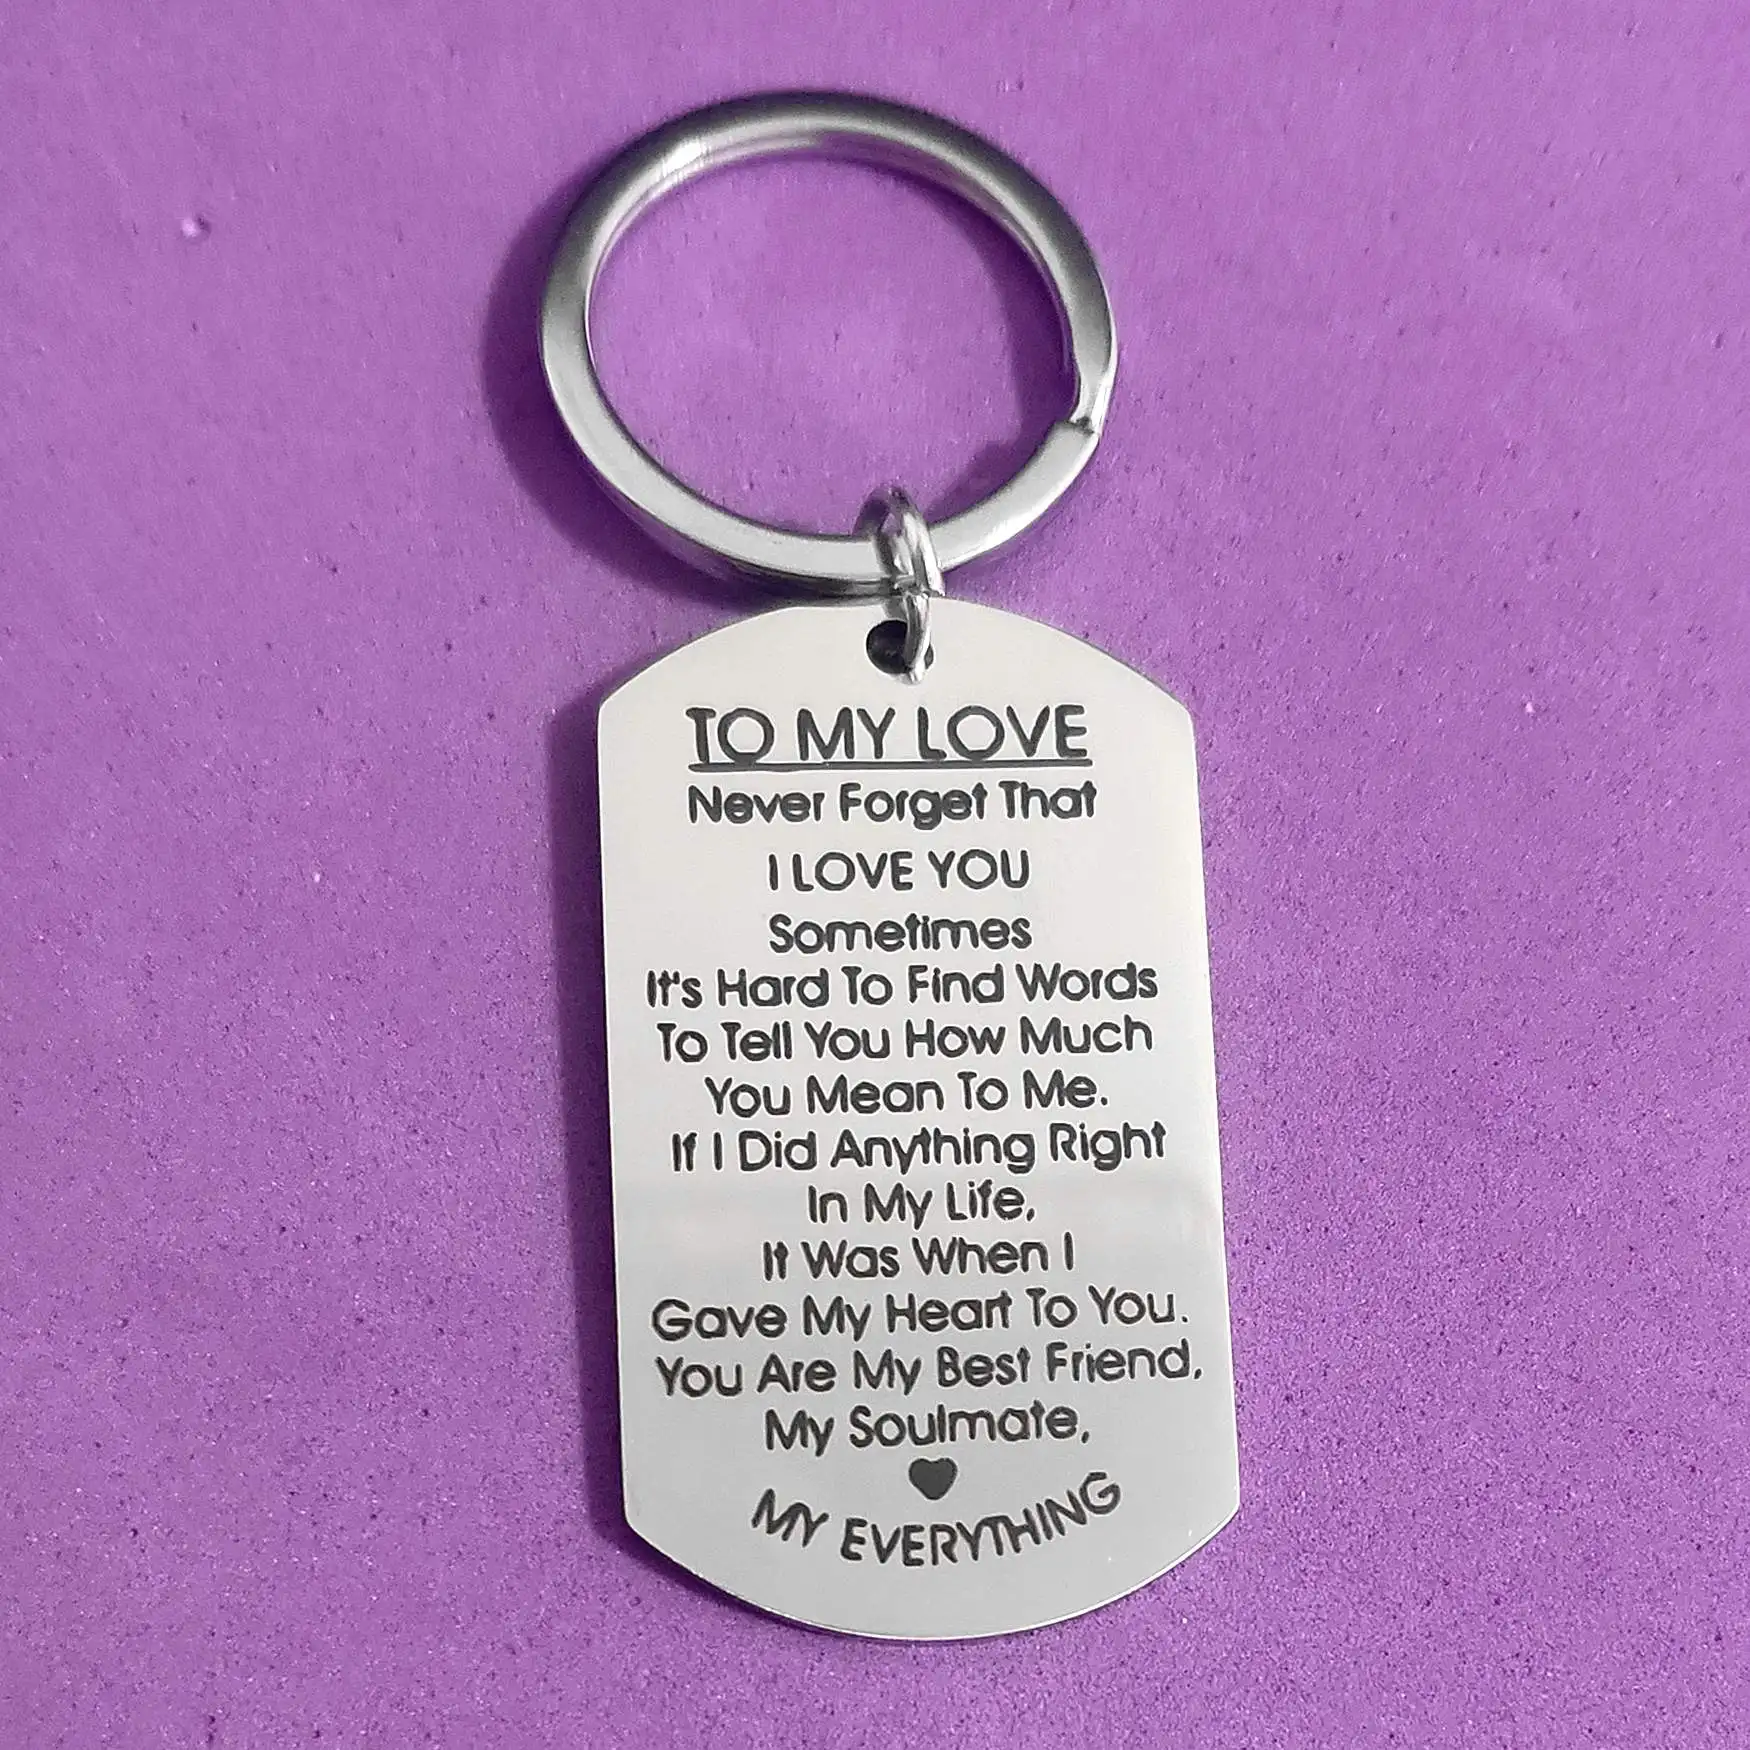 TO MY LOVE
Never Forget That
I LOVE YOU
Sometimes
It's Hard To Find Words
To Tell You How Much
You Mean To Me.
If I Did Anything Right
In My Life,
It Was When I
Gave My Heart To You.
You Are My Best Friend,
My Soulmate,
MY EVERYTHING